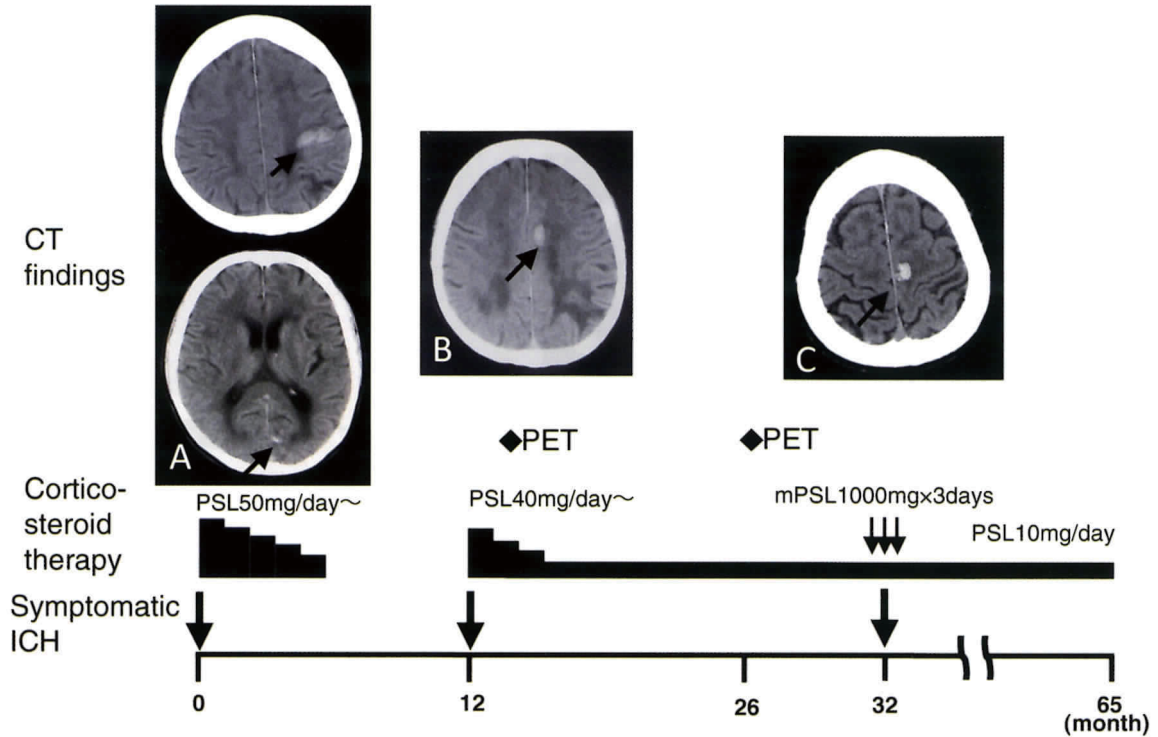 CT
findings
A
B
C
◆PET
◆PET
Cortico-
steroid
therapy
PSL50mg/day～
PSL40mg/day～
mPSL1000mg×3days
PSL10mg/day
Symptomatic
ICH
0
12
26
32
65
(month)